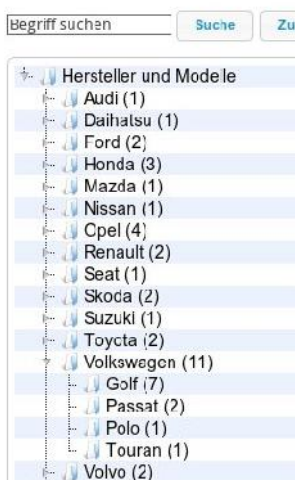 Begriff suchen Suche Zu
Hersteller und Modelle
Audi (1)
Daihatsu (1)
Ford (2)
Honda (3)
Mazda (1)
Nissan (1)
Opel (4)
Renault (2)
Seat (1)
Skoda (2)
Suzuki (1)
Toyota (2)
Volkswagen (11)
Golf (7)
Passat (2)
Polo (1)
Touran (1)
Volvo (2)